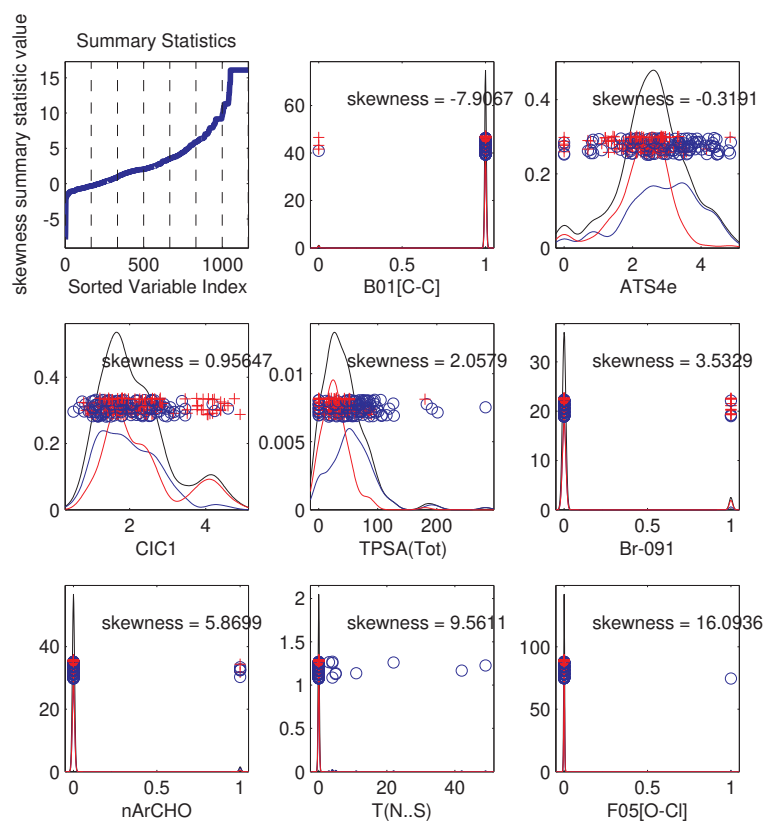 Summary Statistics
skewness summary statistic value
15
10
5
0
-5
0 500 1000
Sorted Variable Index
skewness = -7.9067
60
40
20
0
0 0.5 1
B01[C-C]
skewness = -0.3191
0.4
0.2
0
0 2 4
ATS4e
skewness = 0.95647
0.4
0.2
0
2 4
CIC1
skewness = 2.0579
0.01
0.005
0
0 100 200
TPSA(Tot)
skewness = 3.5329
30
20
10
0
0 0.5 1
Br-091
skewness = 5.8699
40
20
0
0 0.5 1
nArCHO
skewness = 9.5611
2
1.5
1
0.5
0
0 20 40
T(N..S)
skewness = 16.0936
100
50
0
0 0.5 1
F05[O-Cl]